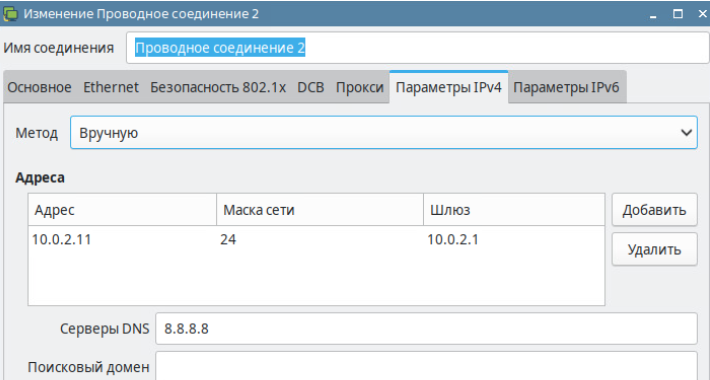 Изменение Проводное соединение 2
Имя соединения Проводное соединение 2
Основное Ethernet Безопасность 802.1x DCB Прокси Параметры IPv4 Параметры IPv6
Метод Вручную
Адреса
Адрес Маска сети Шлюз Добавить
10.0.2.11 24 10.0.2.1
Удалить
Серверы DNS 8.8.8.8
Поисковый домен